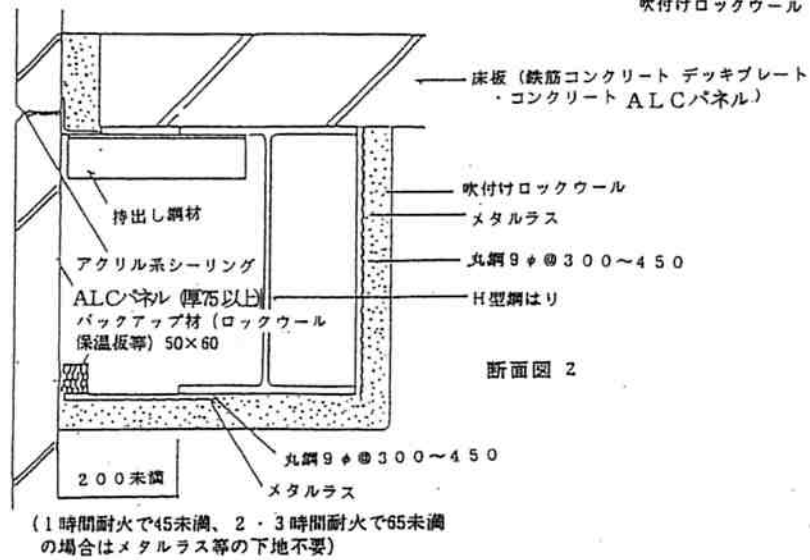 吹付けロックウール
床板 (鉄筋コンクリート デッキプレート
・コンクリート ALCパネル)
吹付けロックウール
メタルラス
丸鋼9φ@300~450
H型鋼はり
持出し鋼材
アクリル系シーリング
ALCパネル (厚75以上)
バックアップ材 (ロックウール
保温板等) 50×60
断面図 2
丸鋼9φ@300~450
メタルラス
200未満
(1時間耐火で45未満、2・3時間耐火で65未満
の場合はメタルラス等の下地不要)